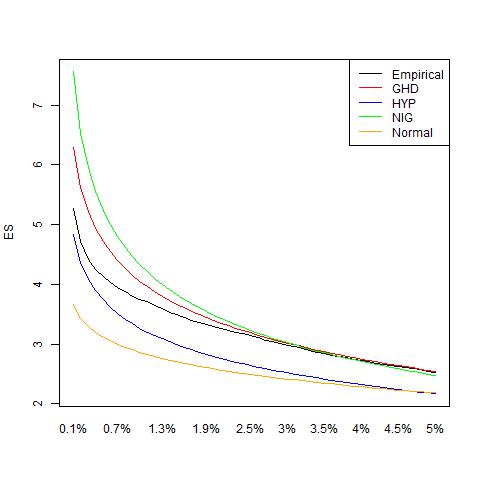 Empirical
GHD
HYP
NIG
Normal
ES
7
6
5
4
3
2
0.1% 0.7% 1.3% 1.9% 2.5% 3% 3.5% 4% 4.5% 5%